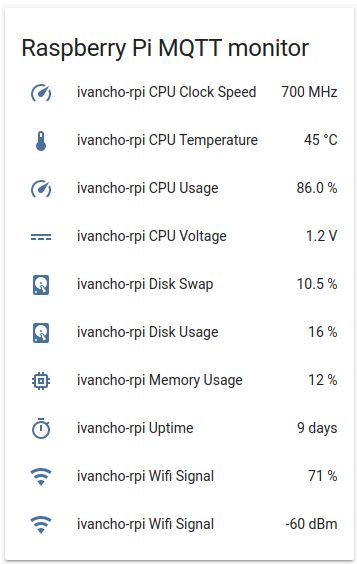 Raspberry Pi MQTT monitor
ivancho-rpi CPU Clock Speed 700 MHz
ivancho-rpi CPU Temperature 45 °C
ivancho-rpi CPU Usage 86.0 %
ivancho-rpi CPU Voltage 1.2 V
ivancho-rpi Disk Swap 10.5 %
ivancho-rpi Disk Usage 16 %
ivancho-rpi Memory Usage 12 %
ivancho-rpi Uptime 9 days
ivancho-rpi Wifi Signal 71 %
ivancho-rpi Wifi Signal -60 dBm